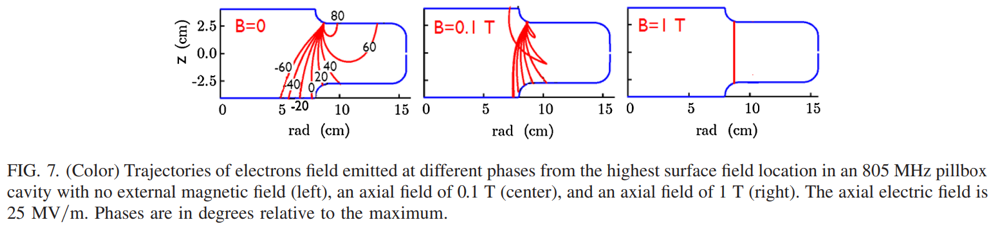 B=0
80
60
-60
-40
-20
0
20
40
z (cm)
2.5
0.0
-2.5
0
5
10
15
rad (cm)
B=0.1 T
0
5
10
15
rad (cm)
B=1 T
0
5
10
15
rad (cm)
FIG. 7. (Color) Trajectories of electrons field emitted at different phases from the highest surface field location in an 805 MHz pillbox
cavity with no external magnetic field (left), an axial field of 0.1 T (center), and an axial field of 1 T (right). The axial electric field is
25 MV/m. Phases are in degrees relative to the maximum.